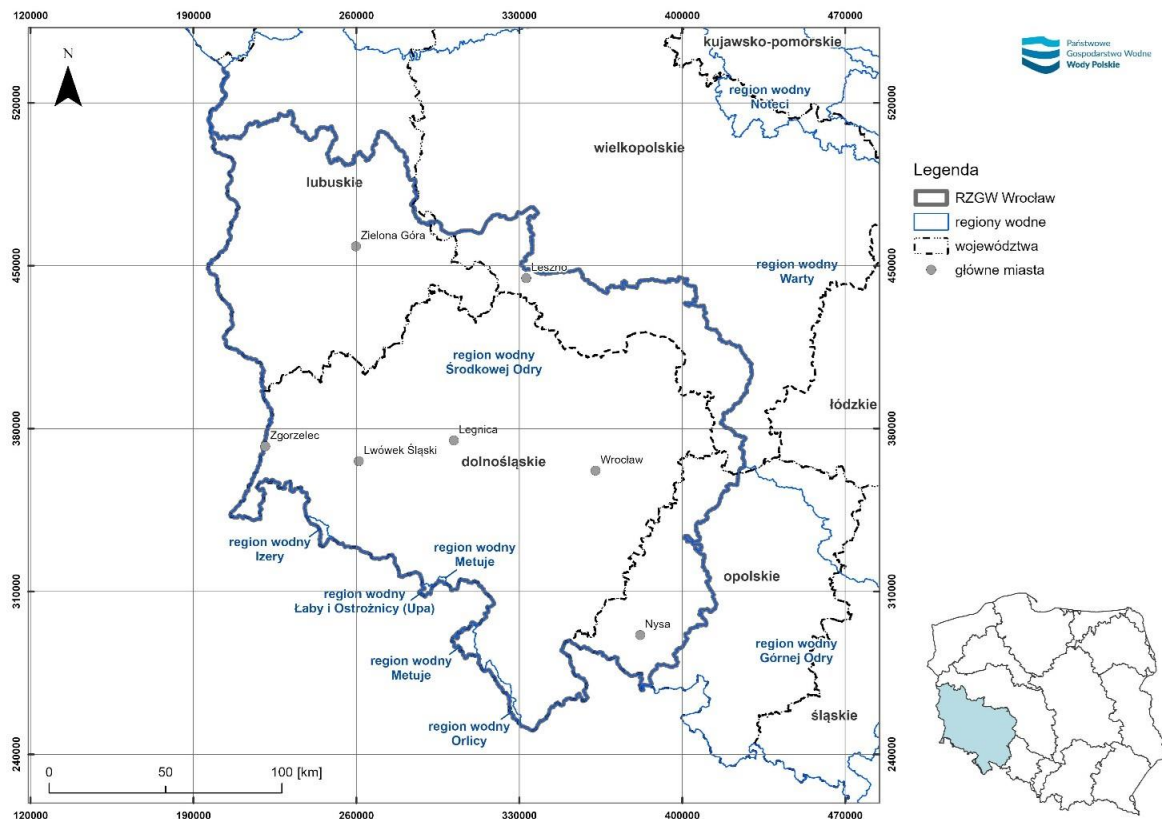 120000
190000
260000
330000
400000
470000
N
kujawsko-pomorskie
Państwowe
Gospodarstwo Wodne
Wody Polskie
region wodny
Noteci
520000
520000
wielkopolskie
Legenda
RZGW Wrocław
regiony wodne
województwa
główne miasta
lubuskie
Zielona Góra
450000
450000
Leszno
region wodny
Warty
region wodny
Środkowej Odry
łódzkie
380000
380000
Zgorzelec
Lwówek Śląski
Legnica
dolnośląskie
Wrocław
region wodny
Izery
region wodny
Metuje
opolskie
310000
310000
region wodny
Łaby i Ostrożnicy (Upa)
Nysa
region wodny
Górnej Odry
region wodny
Metuje
region wodny
Orlicy
śląskie
240000
240000
0
50
100 [km]
120000
190000
260000
330000
400000
470000